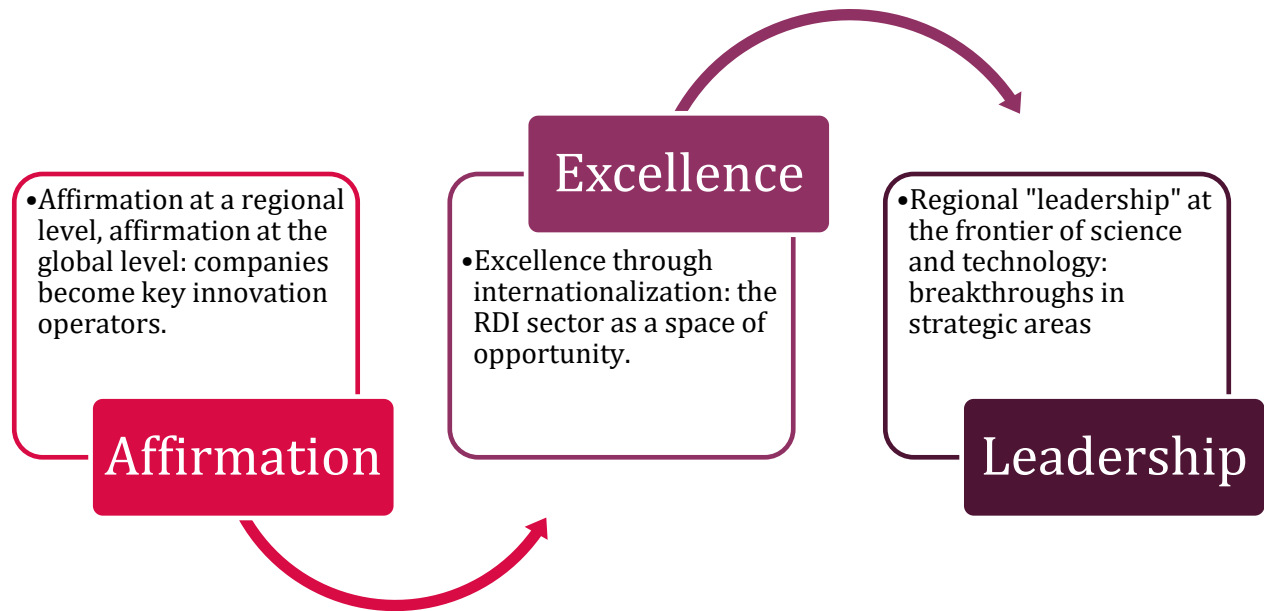 •Affirmation at a regional
level, affirmation at the
global level: companies
become key innovation
operators.
Affirmation
Excellence
•Excellence through
internationalization: the
RDI sector as a space of
opportunity.
•Regional "leadership" at
the frontier of science
and technology:
breakthroughs in
strategic areas
Leadership